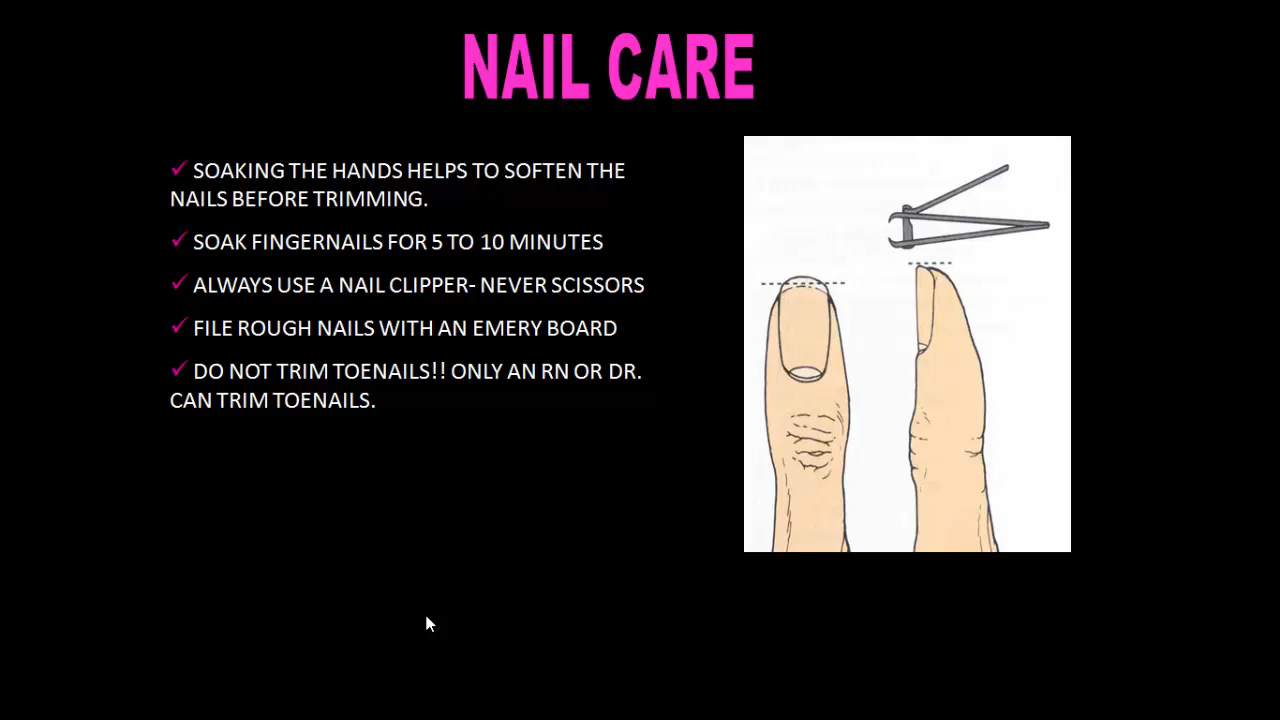 NAIL CARE
✓ SOAKING THE HANDS HELPS TO SOFTEN THE
NAILS BEFORE TRIMMING.
✓ SOAK FINGERNAILS FOR 5 TO 10 MINUTES
✓ ALWAYS USE A NAIL CLIPPER- NEVER SCISSORS
✓ FILE ROUGH NAILS WITH AN EMERY BOARD
✓ DO NOT TRIM TOENAILS!! ONLY AN RN OR DR.
CAN TRIM TOENAILS.